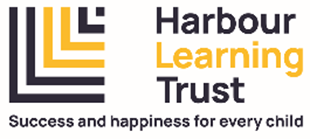 Harbour
Learning
Trust
Success and happiness for every child